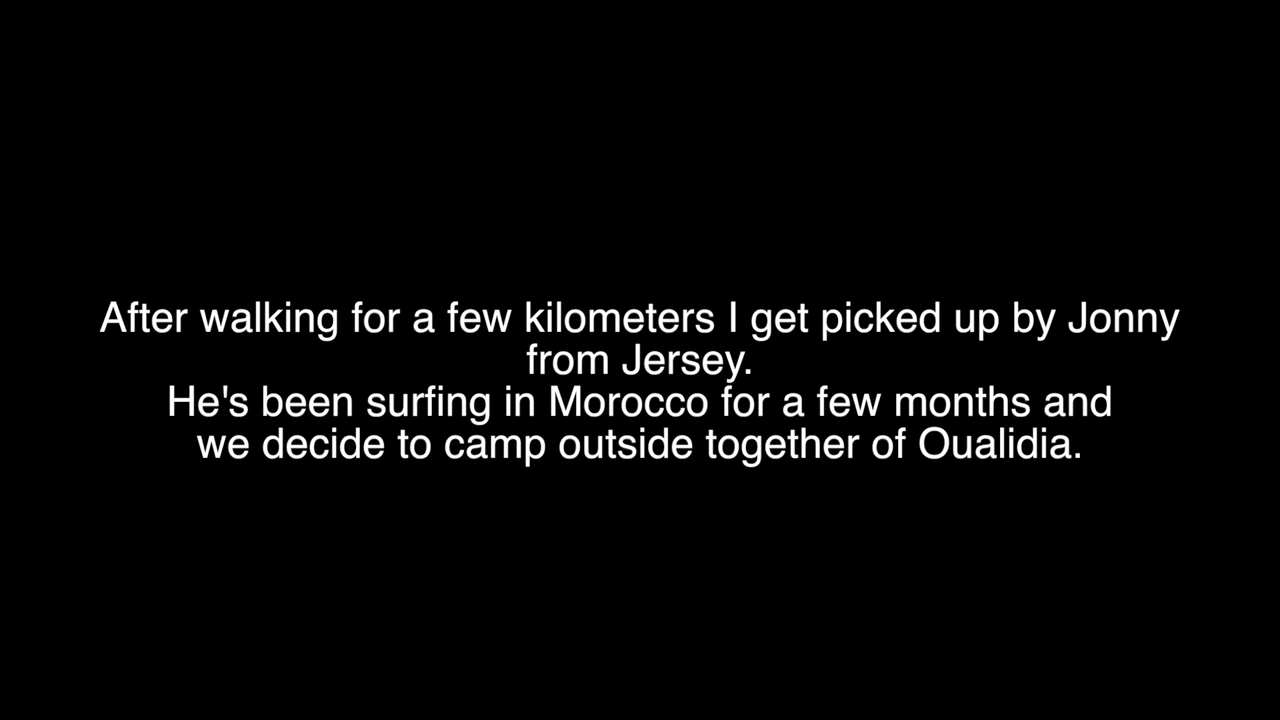 After walking for a few kilometers I get picked up by Jonny
from Jersey.
He's been surfing in Morocco for a few months and
we decide to camp outside together of Oualidia.